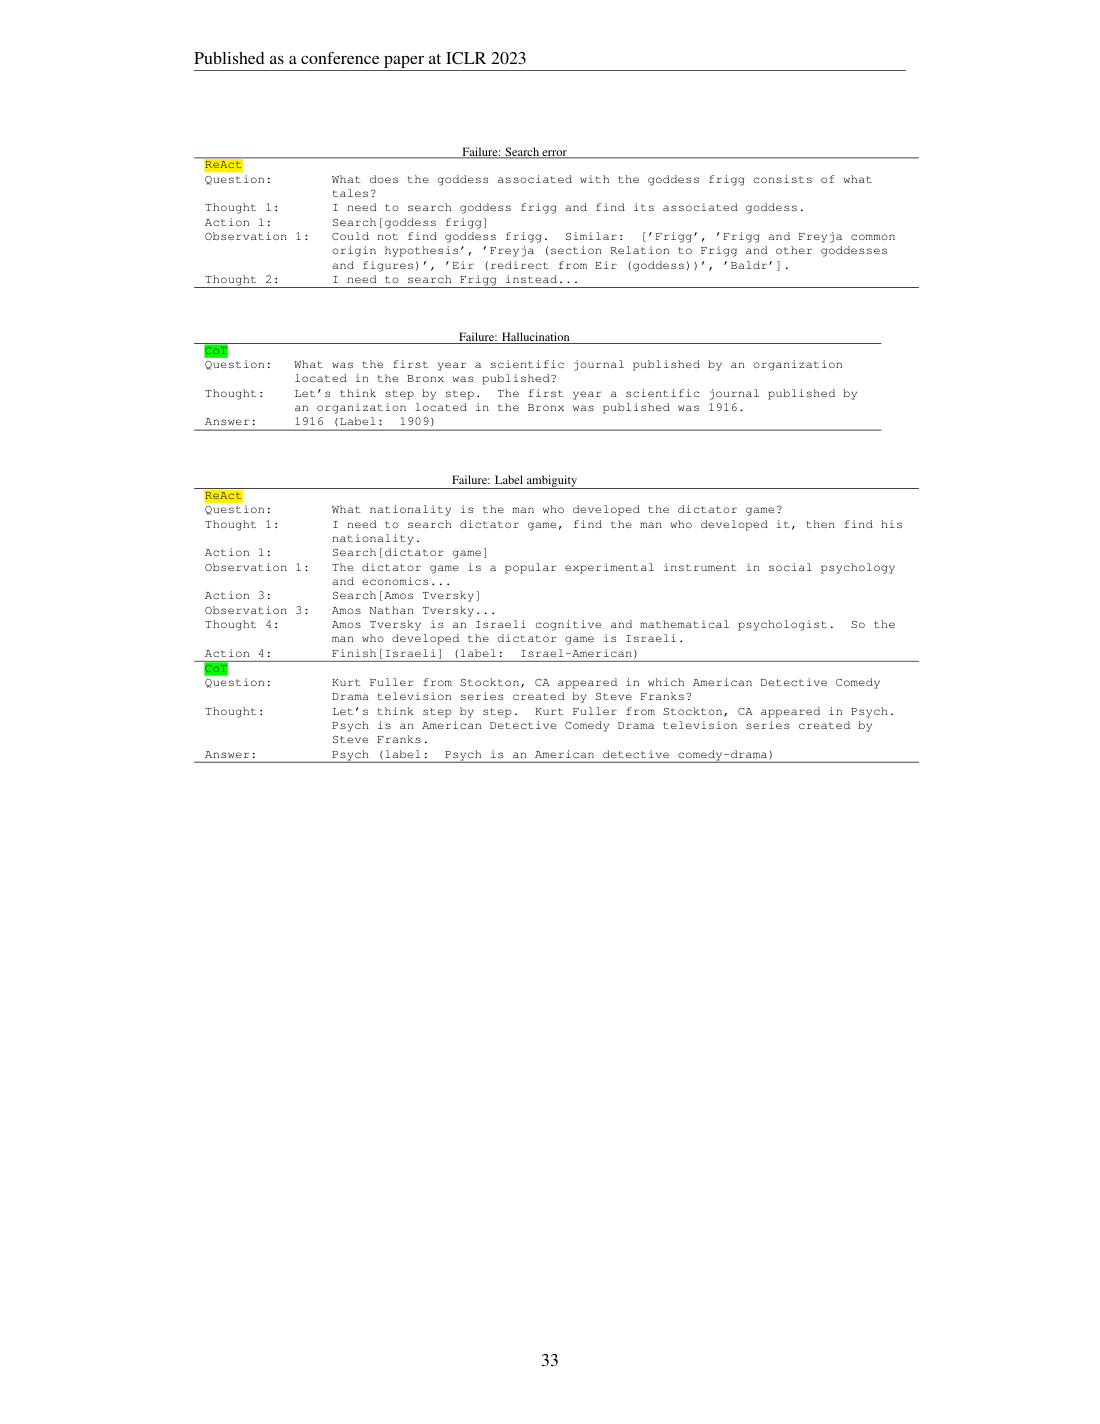 Published as a conference paper at ICLR 2023
Failure: Search error
ReAct
Question: What does the goddess associated with the goddess frigg consists of what
tales?
Thought 1: I need to search goddess frigg and find its associated goddess.
Action 1: Search[goddess frigg]
Observation 1: Could not find goddess frigg. Similar: [’Frigg’, ’Frigg and Freyja common
origin hypothesis’, ’Freyja (section Relation to Frigg and other goddesses
and figures)’, ’Eir (redirect from Eir (goddess))’, ’Baldr’].
Thought 2: I need to search Frigg instead...
Failure: Hallucination
CoT
Question: What was the first year a scientific journal published by an organization
located in the Bronx was published?
Thought: Let’s think step by step. The first year a scientific journal published by
an organization located in the Bronx was published was 1916.
Answer: 1916 (Label: 1909)
Failure: Label ambiguity
ReAct
Question: What nationality is the man who developed the dictator game?
Thought 1: I need to search dictator game, find the man who developed it, then find his
nationality.
Action 1: Search[dictator game]
Observation 1: The dictator game is a popular experimental instrument in social psychology
and economics...
Action 3: Search[Amos Tversky]
Observation 3: Amos Nathan Tversky...
Thought 4: Amos Tversky is an Israeli cognitive and mathematical psychologist. So the
man who developed the dictator game is Israeli.
Action 4: Finish[Israeli] (label: Israel-American)
CoT
Question: Kurt Fuller from Stockton, CA appeared in which American Detective Comedy
Drama television series created by Steve Franks?
Thought: Let’s think step by step. Kurt Fuller from Stockton, CA appeared in Psych.
Psych is an American Detective Comedy Drama television series created by
Steve Franks.
Answer: Psych (label: Psych is an American detective comedy-drama)
33